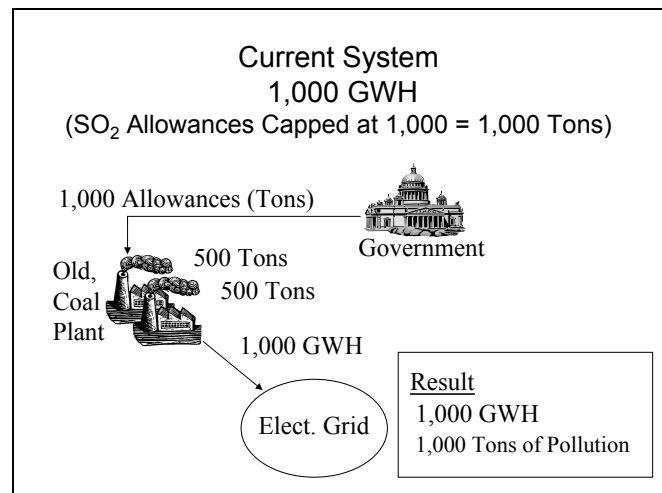 Current System
1,000 GWH
(SO₂ Allowances Capped at 1,000 = 1,000 Tons)
1,000 Allowances (Tons)
Government
Old,
Coal
Plant
500 Tons
500 Tons
1,000 GWH
Elect. Grid
Result
1,000 GWH
1,000 Tons of Pollution